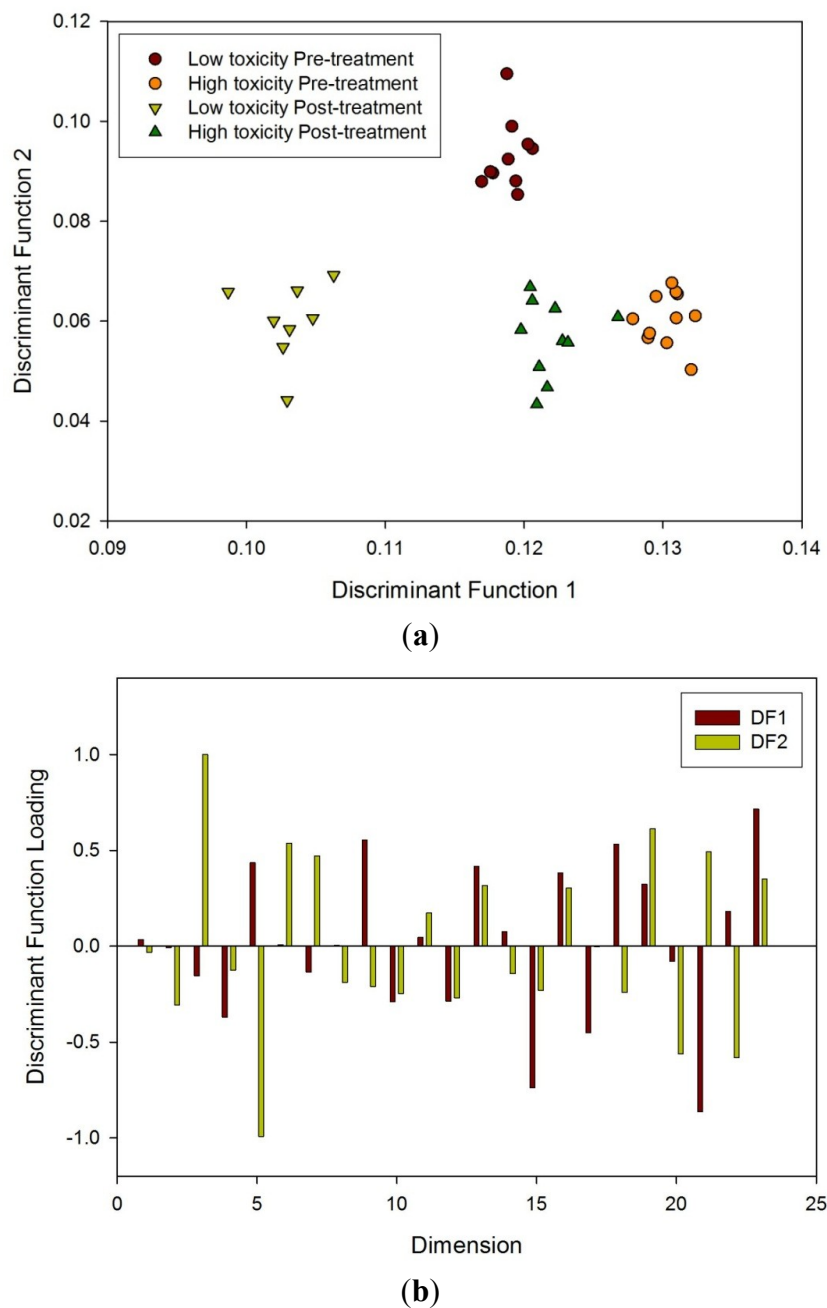 0.12
Low toxicity Pre-treatment
High toxicity Pre-treatment
Low toxicity Post-treatment
High toxicity Post-treatment
0.10
0.08
0.06
0.04
0.02
Discriminant Function 2
0.09 0.10 0.11 0.12 0.13 0.14
Discriminant Function 1
(a)
DF1
DF2
1.0
0.5
0.0
-0.5
-1.0
Discriminant Function Loading
0 5 10 15 20 25
Dimension
(b)